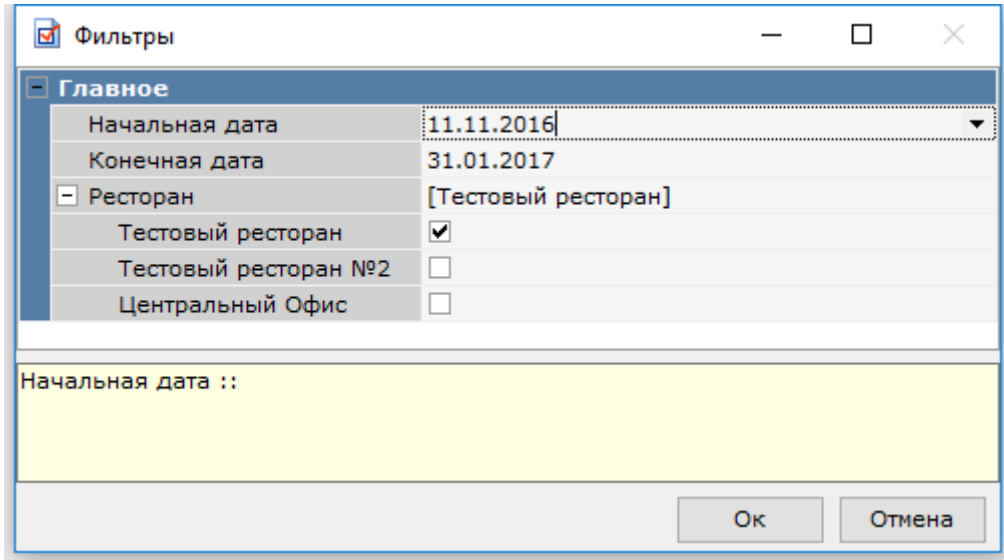 Фильтры
Главное
Начальная дата 11.11.2016
Конечная дата 31.01.2017
Ресторан [Тестовый ресторан]
Тестовый ресторан
Тестовый ресторан №2
Центральный Офис
Начальная дата ::
Ок Отмена